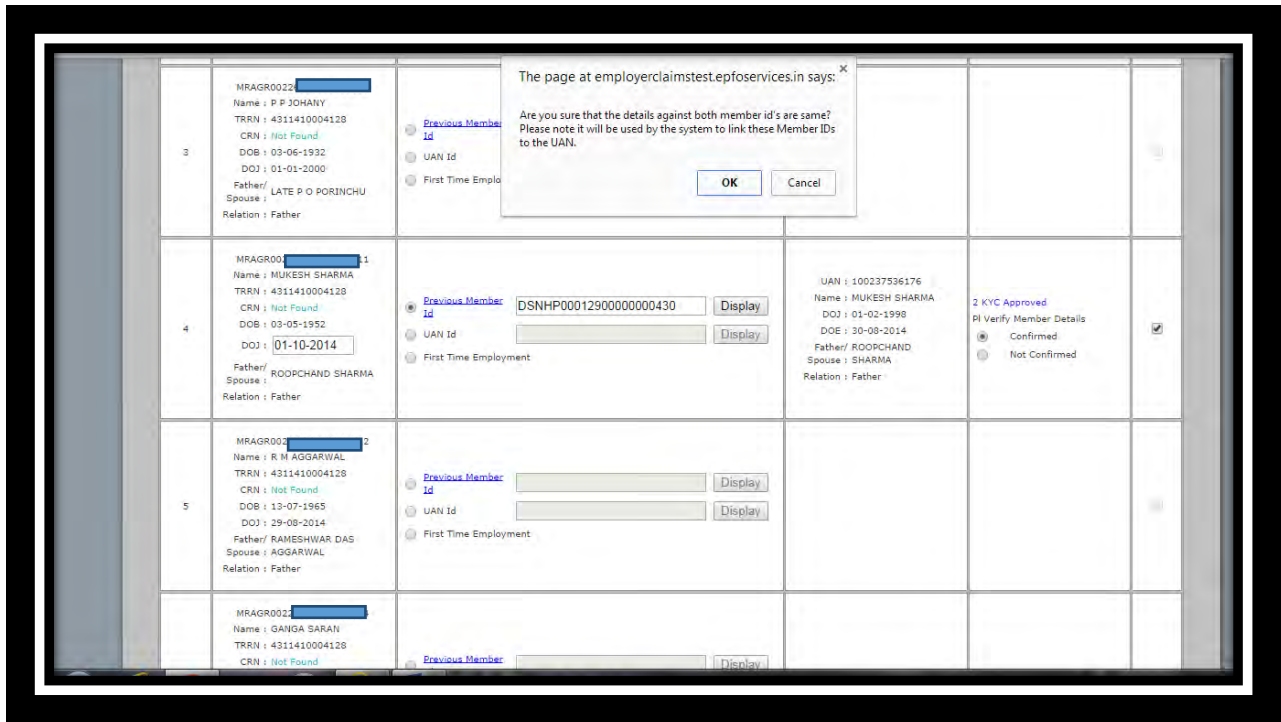 The page at employerclaimstest.epfoservices.in says: ×
Are you sure that the details against both member id's are same?
Please note it will be used by the system to link these Member IDs
to the UAN.
OK Cancel
3
MRAGR0022
Name : P P JOHANY
TRRN : 4311410004128
CRN : Not Found
DOB : 03-06-1932
DOJ : 01-01-2000
Father/ Spouse : LATE P O PORINCHU
Relation : Father
Previous Member
Id
UAN Id
First Time Emplo
4
MRAGR00 11
Name : MUKESH SHARMA
TRRN : 4311410004128
CRN : Not Found
DOB : 03-05-1952
DOJ : 01-10-2014
Father/ Spouse : ROOPCHAND SHARMA
Relation : Father
Previous Member
Id
DSNHP00012900000000430 Display
UAN Id Display
First Time Employment
UAN : 100237536176
Name : MUKESH SHARMA
DOJ : 01-02-1998
DOE : 30-08-2014
Father/ ROOPCHAND
Spouse : SHARMA
Relation : Father
2 KYC Approved
Pl Verify Member Details
Confirmed
Not Confirmed
5
MRAGR002 2
Name : R M AGGARWAL
TRRN : 4311410004128
CRN : Not Found
DOB : 13-07-1965
DOJ : 29-08-2014
Father/ RAMESHWAR DAS
Spouse : AGGARWAL
Relation : Father
Previous Member
Id
Display
UAN Id Display
First Time Employment
MRAGR0022
Name : GANGA SARAN
TRRN : 4311410004128
CRN : Not Found
Previous Member
Display